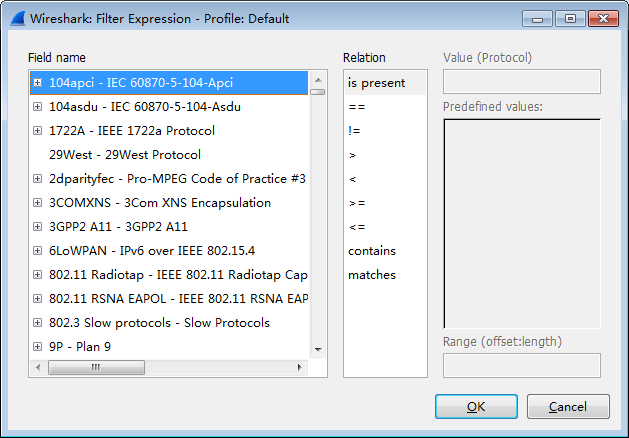 Wireshark: Filter Expression - Profile: Default
Field name
104apci - IEC 60870-5-104-Apci
104asdu - IEC 60870-5-104-Asdu
1722A - IEEE 1722a Protocol
29West - 29West Protocol
2dparityfec - Pro-MPEG Code of Practice #3
3COMXNS - 3Com XNS Encapsulation
3GPP2 A11 - 3GPP2 A11
6LoWPAN - IPv6 over IEEE 802.15.4
802.11 Radiotap - IEEE 802.11 Radiotap Cap
802.11 RSNA EAPOL - IEEE 802.11 RSNA EAP
802.3 Slow protocols - Slow Protocols
9P - Plan 9
Relation
is present
==
!=
>
<
>=
<=
contains
matches
Value (Protocol)
Predefined values:
Range (offset:length)
OK
Cancel